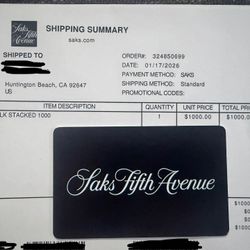 Saks
Fifth
Avenue
SHIPPING SUMMARY
saks.com
SHIPPED TO
Huntington Beach, CA 92647
US
ORDER#: 324850699
DATE: 01/17/2026
PAYMENT METHOD: SAKS
SHIPPING METHOD: Standard
PROMOTIONAL CODES:
ITEM DESCRIPTION QUANTITY UNIT PRICE TOTAL PRI
LK STACKED 1000 1 $1000.00 $1000.0
Saks Fifth Avenue